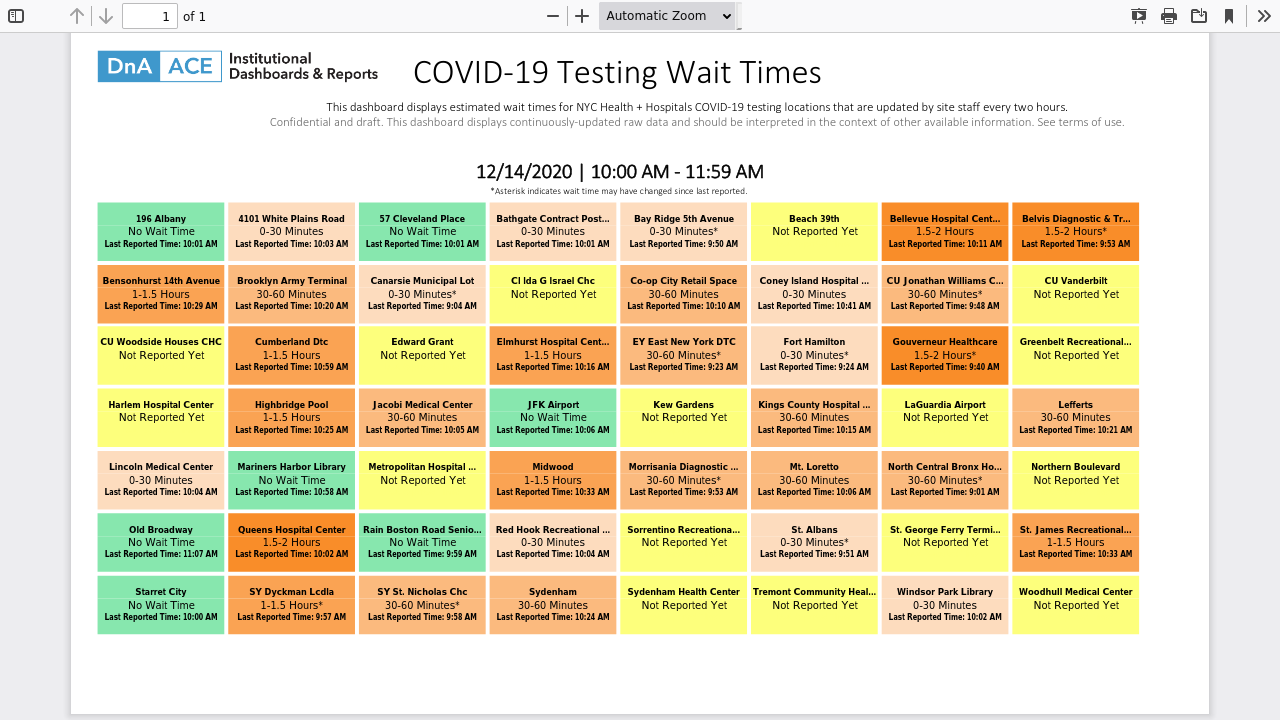 1 of 1 Automatic Zoom
DnA ACE Institutional Dashboards & Reports
COVID-19 Testing Wait Times
This dashboard displays estimated wait times for NYC Health + Hospitals COVID-19 testing locations that are updated by site staff every two hours.
Confidential and draft. This dashboard displays continuously-updated raw data and should be interpreted in the context of other available information. See terms of use.
12/14/2020 | 10:00 AM - 11:59 AM
*Asterisk indicates wait time may have changed since last reported.
196 Albany
No Wait Time
Last Reported Time: 10:01 AM
4101 White Plains Road
0-30 Minutes
Last Reported Time: 10:03 AM
57 Cleveland Place
No Wait Time
Last Reported Time: 10:01 AM
Bathgate Contract Post...
0-30 Minutes
Last Reported Time: 10:01 AM
Bay Ridge 5th Avenue
0-30 Minutes*
Last Reported Time: 9:50 AM
Beach 39th
Not Reported Yet
Bellevue Hospital Cent...
1.5-2 Hours
Last Reported Time: 10:11 AM
Belvis Diagnostic & Tr...
1.5-2 Hours*
Last Reported Time: 9:53 AM
Bensonhurst 14th Avenue
1-1.5 Hours
Last Reported Time: 10:29 AM
Brooklyn Army Terminal
30-60 Minutes
Last Reported Time: 10:20 AM
Canarsie Municipal Lot
0-30 Minutes*
Last Reported Time: 9:04 AM
CI Ida G Israel Chc
Not Reported Yet
Co-op City Retail Space
30-60 Minutes
Last Reported Time: 10:10 AM
Coney Island Hospital ...
0-30 Minutes
Last Reported Time: 10:41 AM
CU Jonathan Williams C...
30-60 Minutes*
Last Reported Time: 9:48 AM
CU Vanderbilt
Not Reported Yet
CU Woodside Houses CHC
Not Reported Yet
Cumberland Dtc
1-1.5 Hours
Last Reported Time: 10:59 AM
Edward Grant
Not Reported Yet
Elmhurst Hospital Cent...
1-1.5 Hours
Last Reported Time: 10:16 AM
EY East New York DTC
30-60 Minutes*
Last Reported Time: 9:23 AM
Fort Hamilton
0-30 Minutes*
Last Reported Time: 9:24 AM
Gouverneur Healthcare
1.5-2 Hours*
Last Reported Time: 9:40 AM
Greenbelt Recreational...
Not Reported Yet
Harlem Hospital Center
Not Reported Yet
Highbridge Pool
1-1.5 Hours
Last Reported Time: 10:25 AM
Jacobi Medical Center
30-60 Minutes
Last Reported Time: 10:05 AM
JFK Airport
No Wait Time
Last Reported Time: 10:06 AM
Kew Gardens
Not Reported Yet
Kings County Hospital ...
30-60 Minutes
Last Reported Time: 10:15 AM
LaGuardia Airport
Not Reported Yet
Lefferts
30-60 Minutes
Last Reported Time: 10:21 AM
Lincoln Medical Center
0-30 Minutes
Last Reported Time: 10:04 AM
Mariners Harbor Library
No Wait Time
Last Reported Time: 10:58 AM
Metropolitan Hospital ...
Not Reported Yet
Midwood
1-1.5 Hours
Last Reported Time: 10:33 AM
Morrisania Diagnostic ...
30-60 Minutes*
Last Reported Time: 9:53 AM
Mt. Loretto
30-60 Minutes
Last Reported Time: 10:06 AM
North Central Bronx Ho...
30-60 Minutes*
Last Reported Time: 9:01 AM
Northern Boulevard
Not Reported Yet
Old Broadway
No Wait Time
Last Reported Time: 11:07 AM
Queens Hospital Center
1.5-2 Hours
Last Reported Time: 10:02 AM
Rain Boston Road Senio...
No Wait Time
Last Reported Time: 9:59 AM
Red Hook Recreational ...
0-30 Minutes
Last Reported Time: 10:04 AM
Sorrentino Recreationa...
Not Reported Yet
St. Albans
0-30 Minutes*
Last Reported Time: 9:51 AM
St. George Ferry Termi...
Not Reported Yet
St. James Recreational...
1-1.5 Hours
Last Reported Time: 10:33 AM
Starret City
No Wait Time
Last Reported Time: 10:00 AM
SY Dyckman Lcdla
1-1.5 Hours*
Last Reported Time: 9:57 AM
SY St. Nicholas Chc
30-60 Minutes*
Last Reported Time: 9:58 AM
Sydenham
30-60 Minutes
Last Reported Time: 10:24 AM
Sydenham Health Center
Not Reported Yet
Tremont Community Heal...
Not Reported Yet
Windsor Park Library
0-30 Minutes
Last Reported Time: 10:02 AM
Woodhull Medical Center
Not Reported Yet